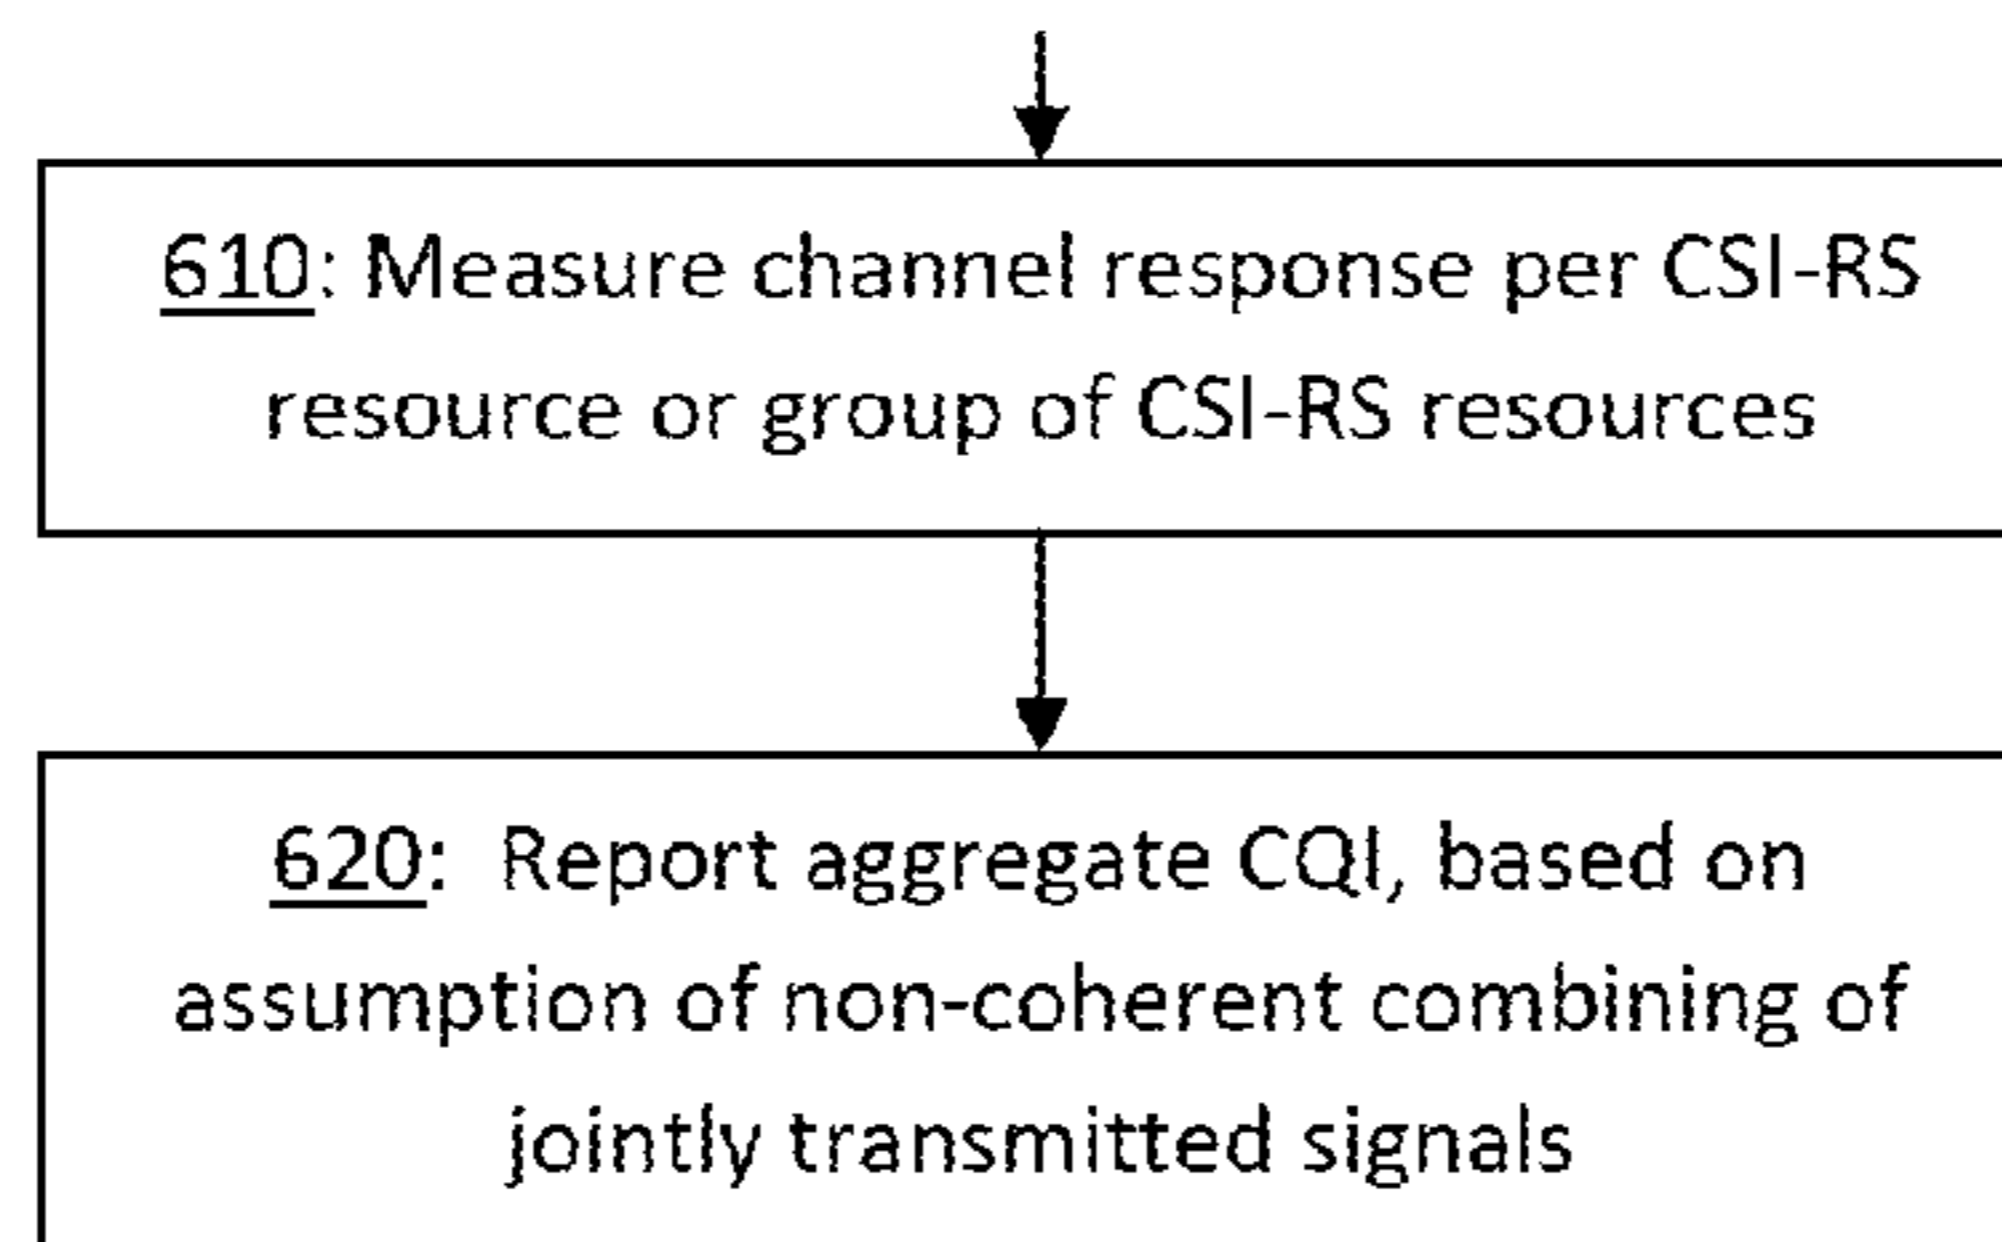 610: Measure channel response per CSI-RS
resource or group of CSI-RS resources
620: Report aggregate CQI, based on
assumption of non-coherent combining of
jointly transmitted signals